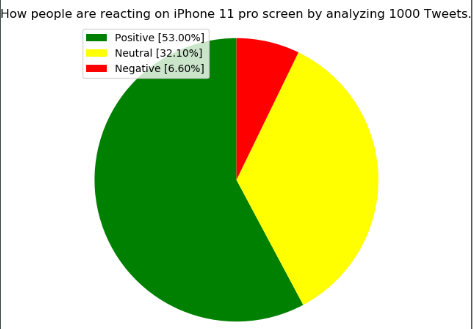 How people are reacting on iPhone 11 pro screen by analyzing 1000 Tweets.
Positive [53.00%]
Neutral [32.10%]
Negative [6.60%]